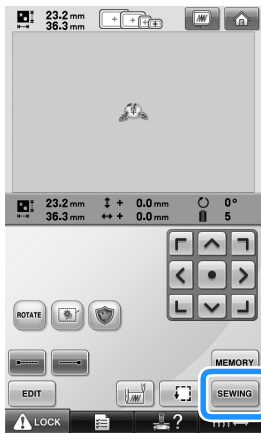 23.2 mm
36.3 mm
23.2 mm + 0.0 mm 0°
36.3 mm + 0.0 mm 5
ROTATE
MEMORY
EDIT SEWING
LOCK ?